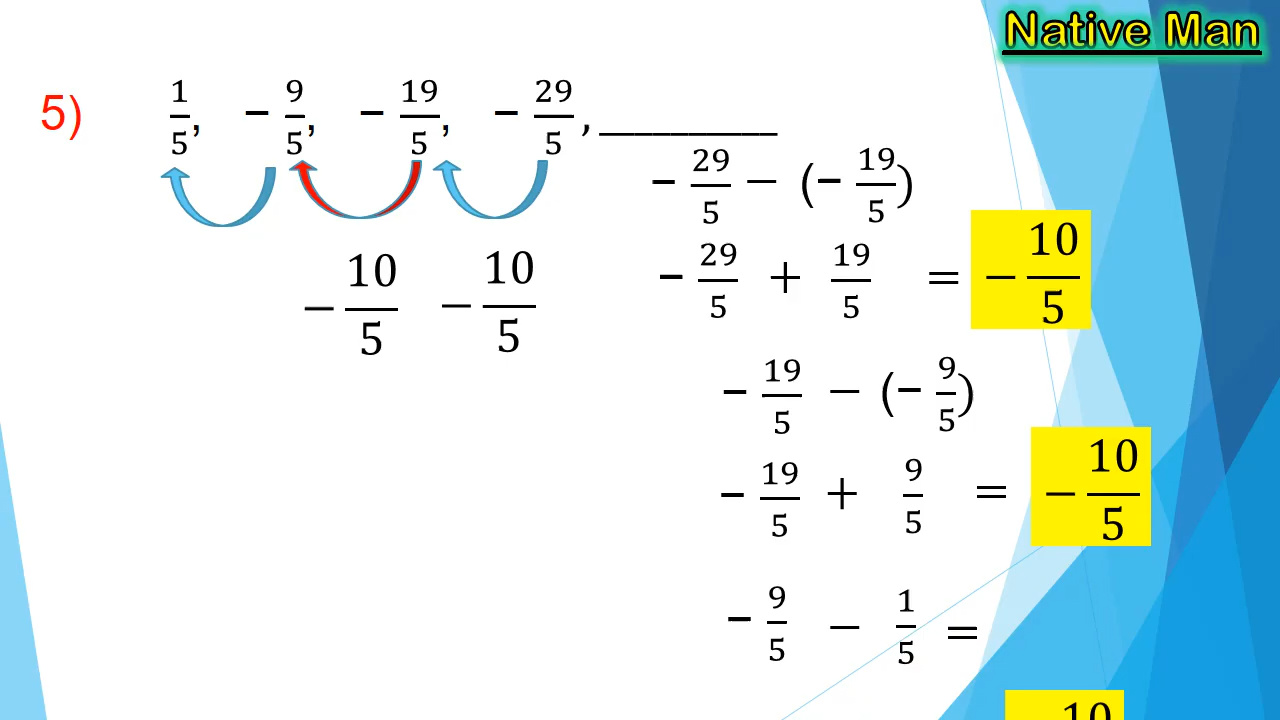 Native Man
5) 1/5, - 9/5, - 19/5, - 29/5, __________
- 29/5 − (- 19/5)
- 29/5 + 19/5 = − 10/5
− 10/5 − 10/5
- 19/5 − (- 9/5)
- 19/5 + 9/5 = − 10/5
- 9/5 − 1/5 =
10